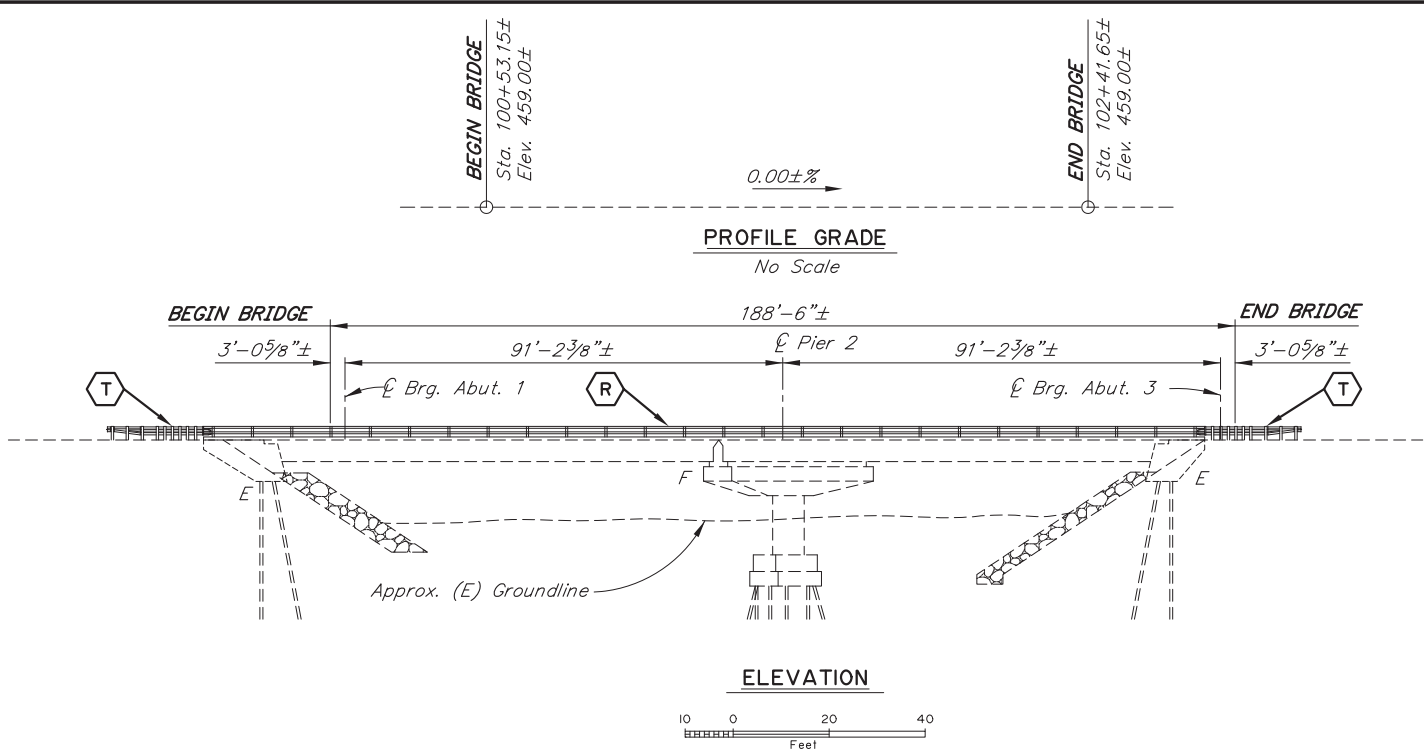 BEGIN BRIDGE
Sta. 100+53.15±
Elev. 459.00±
END BRIDGE
Sta. 102+41.65±
Elev. 459.00±
0.00±%
PROFILE GRADE
No Scale
BEGIN BRIDGE
188'-6"±
END BRIDGE
3'-0⅝"±
91'-2⅜"±
℄ Pier 2
91'-2⅜"±
3'-0⅝"±
T
℄ Brg. Abut. 1
R
℄ Brg. Abut. 3
T
E
F
E
Approx. (E) Groundline
ELEVATION
10 0 20 40
Feet